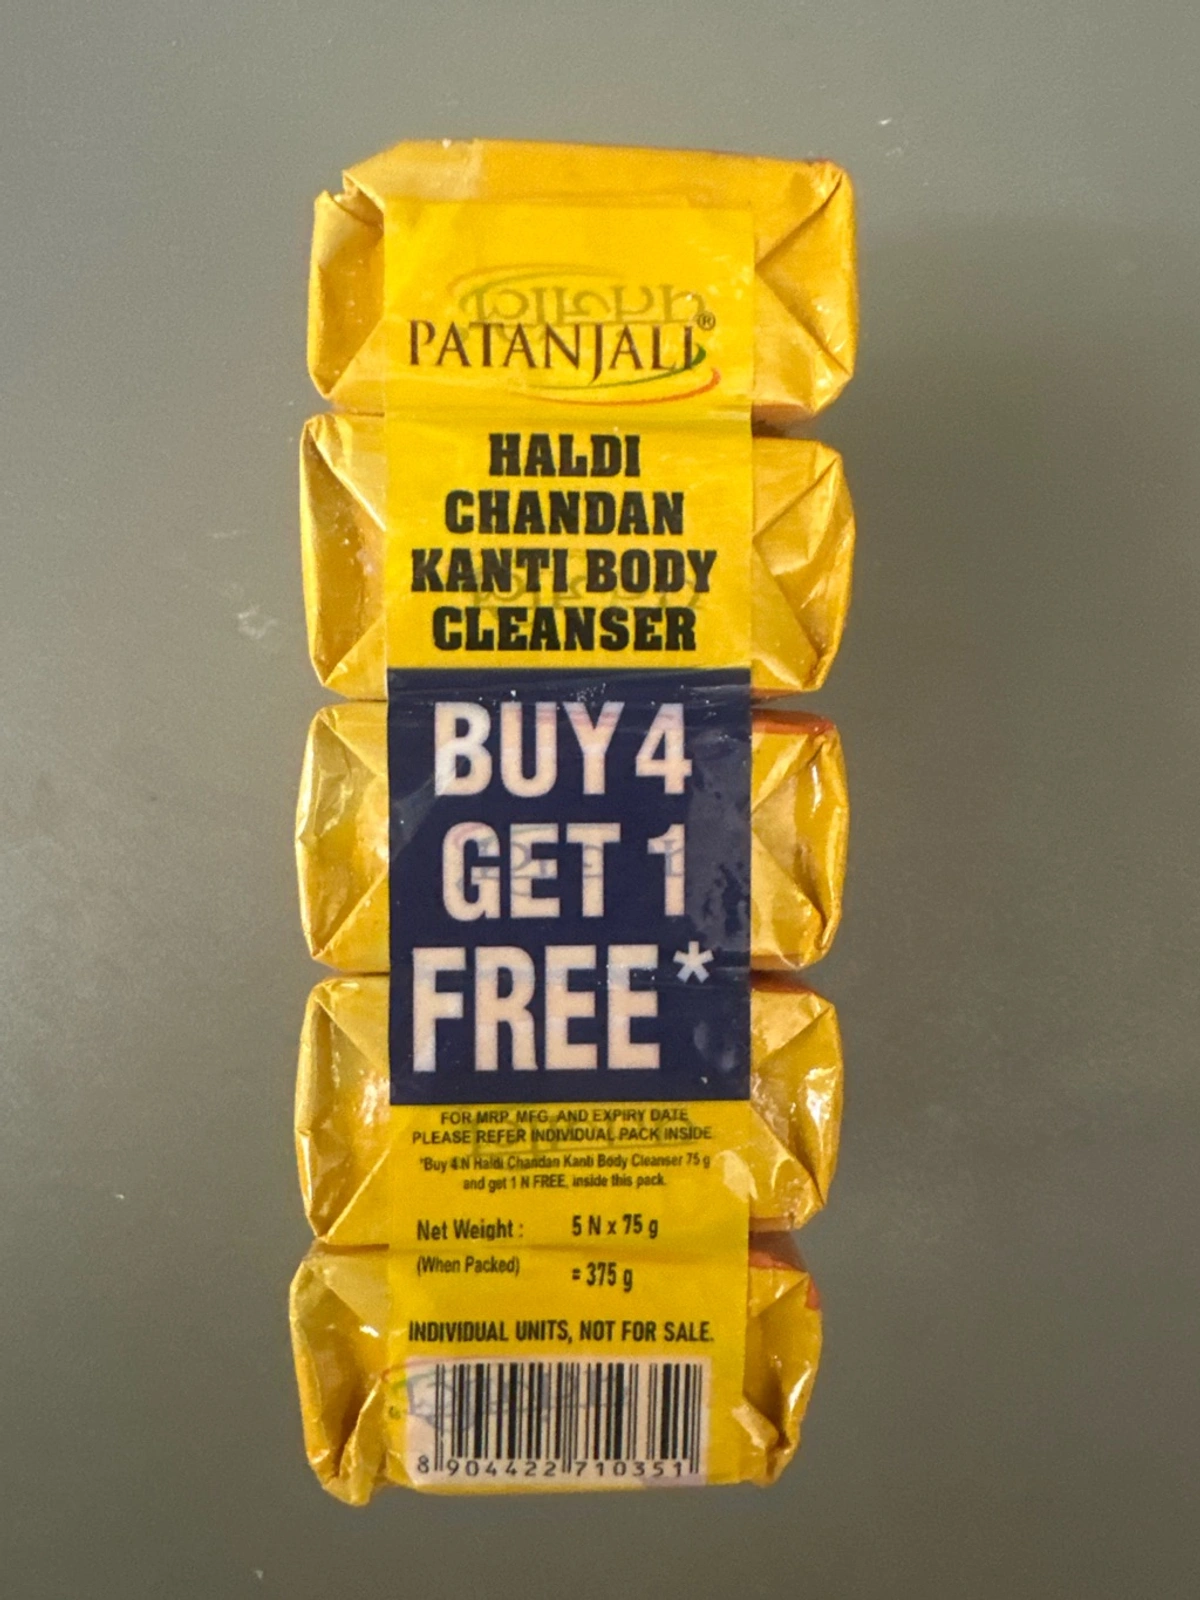 PATANJALI®
HALDI
CHANDAN
KANTI BODY
CLEANSER
BUY 4
GET 1
FREE*
FOR MRP, MFG. AND EXPIRY DATE
PLEASE REFER INDIVIDUAL PACK INSIDE
*Buy 4 N Haldi Chandan Kanti Body Cleanser 75 g
and get 1 N FREE, inside this pack.
Net Weight : 5 N x 75 g
(When Packed) = 375 g
INDIVIDUAL UNITS, NOT FOR SALE.
8 904422 710351